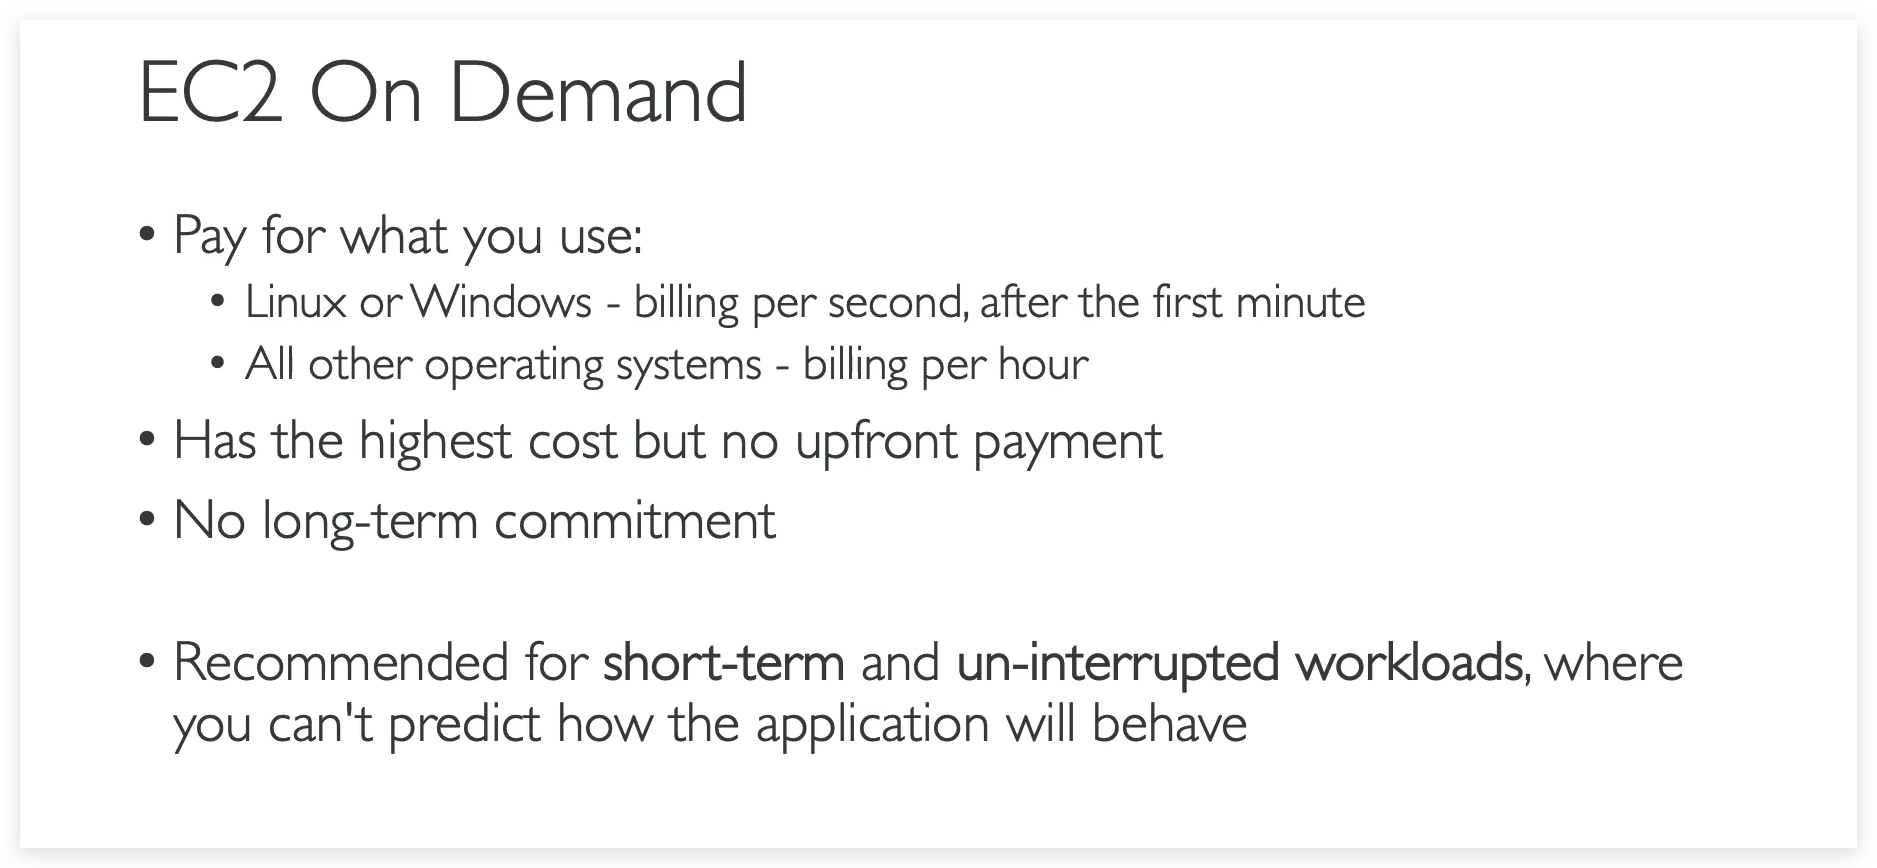 EC2 On Demand
• Pay for what you use:
• Linux or Windows - billing per second, after the first minute
• All other operating systems - billing per hour
• Has the highest cost but no upfront payment
• No long-term commitment
• Recommended for short-term and un-interrupted workloads, where
you can't predict how the application will behave